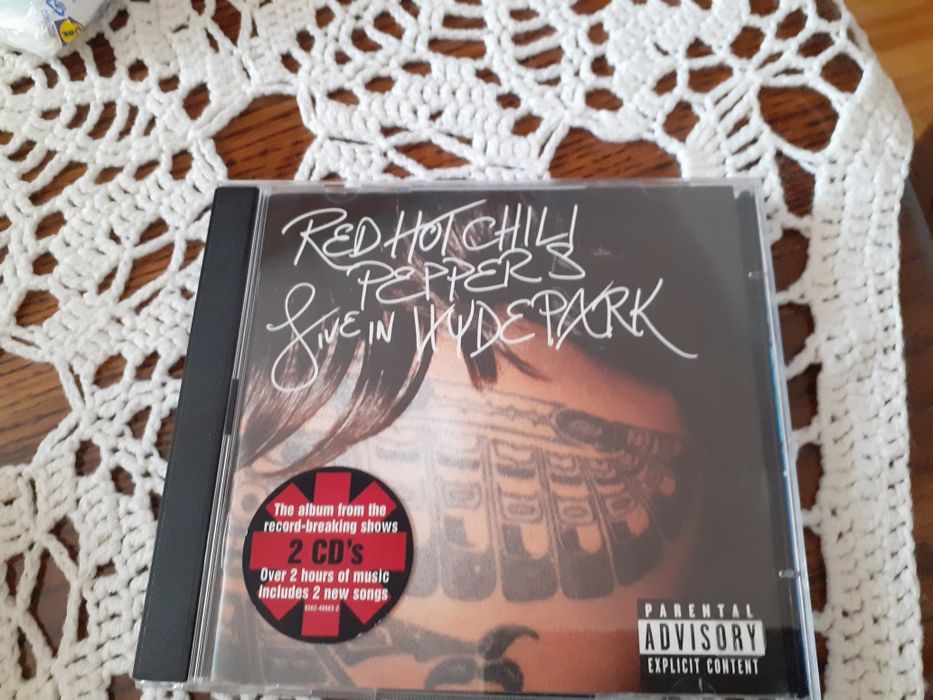 RED HOT CHILI
PEPPERS
LIVE IN HYDE PARK
The album from the
record-breaking shows
2 CD's
Over 2 hours of music
Includes 2 new songs
PARENTAL
ADVISORY
EXPLICIT CONTENT